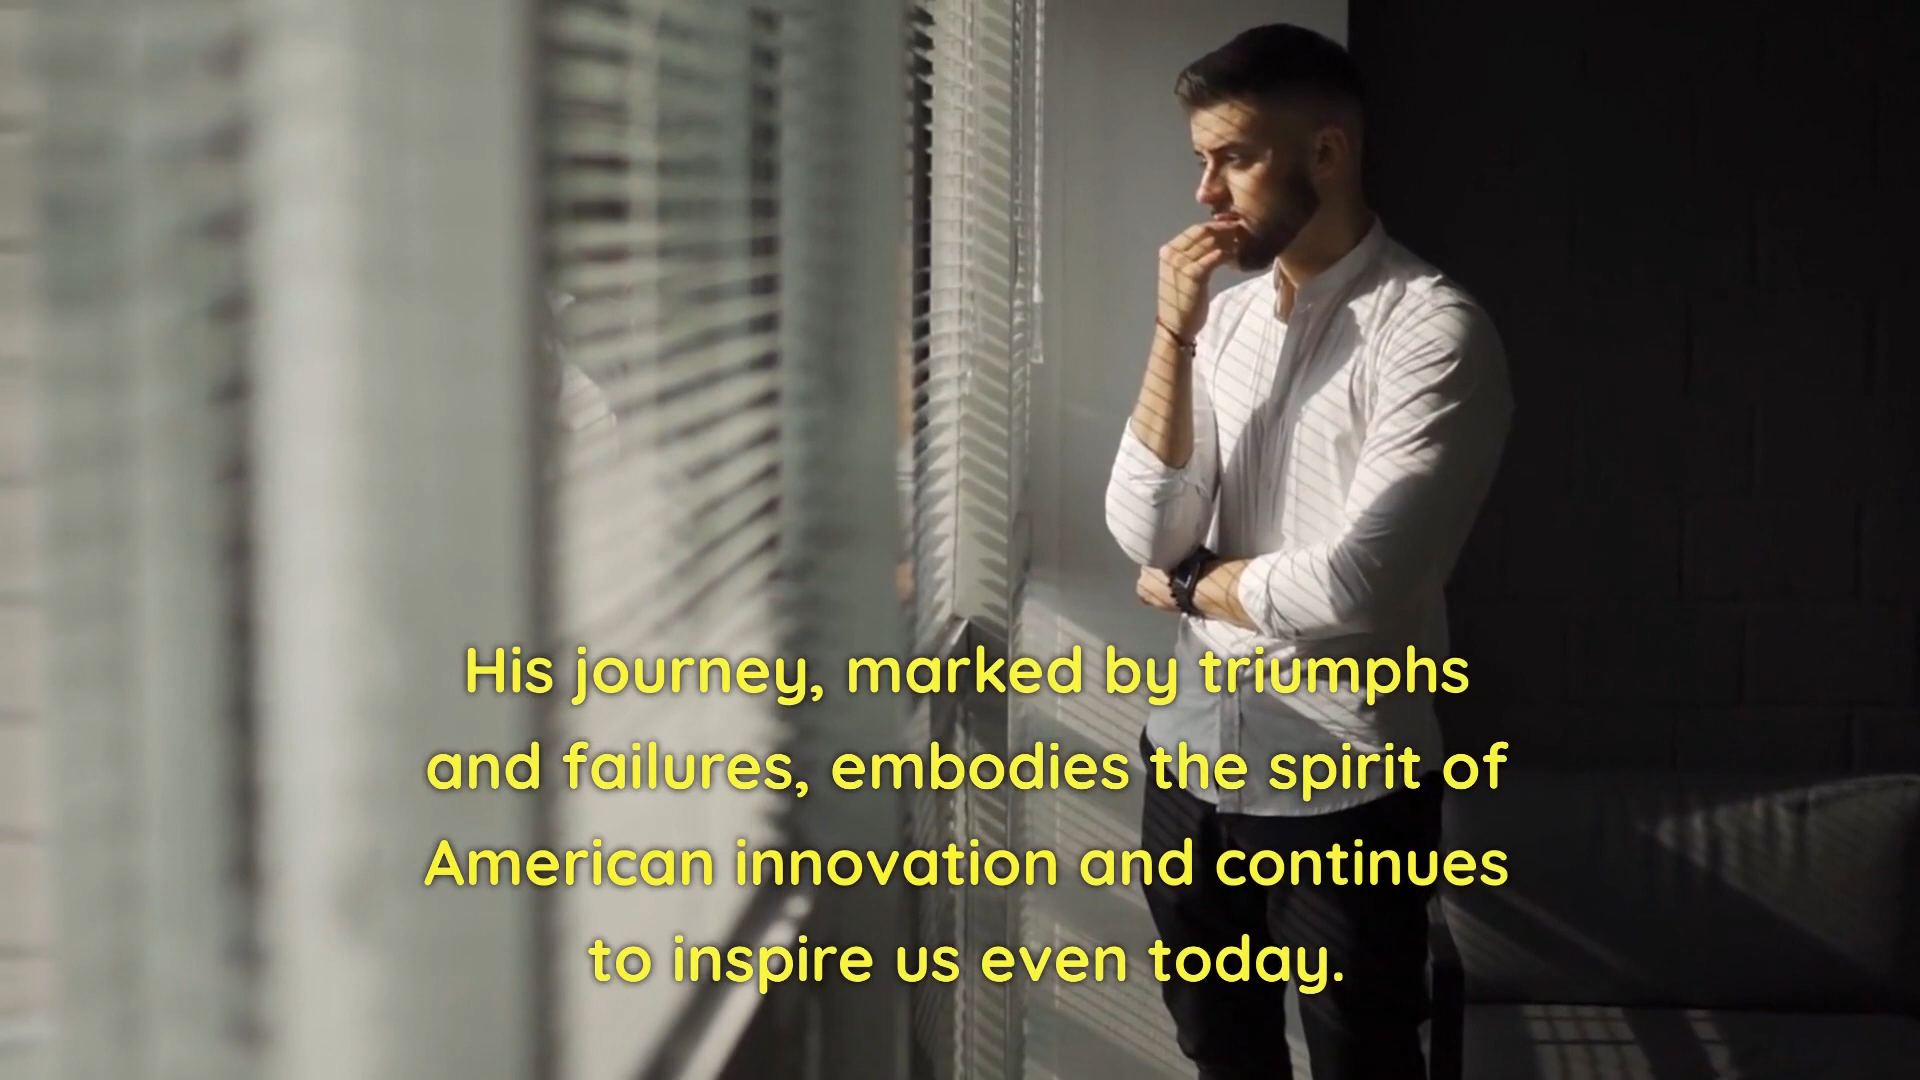 His journey, marked by triumphs
and failures, embodies the spirit of
American innovation and continues
to inspire us even today.